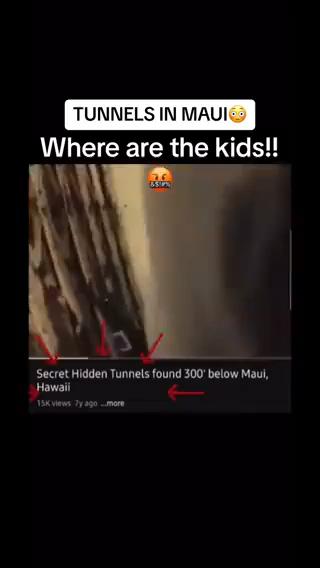 TUNNELS IN MAUI😳
Where are the kids!!
&$!#%
Secret Hidden Tunnels found 300' below Maui,
Hawaii
15K views 7y ago ...more